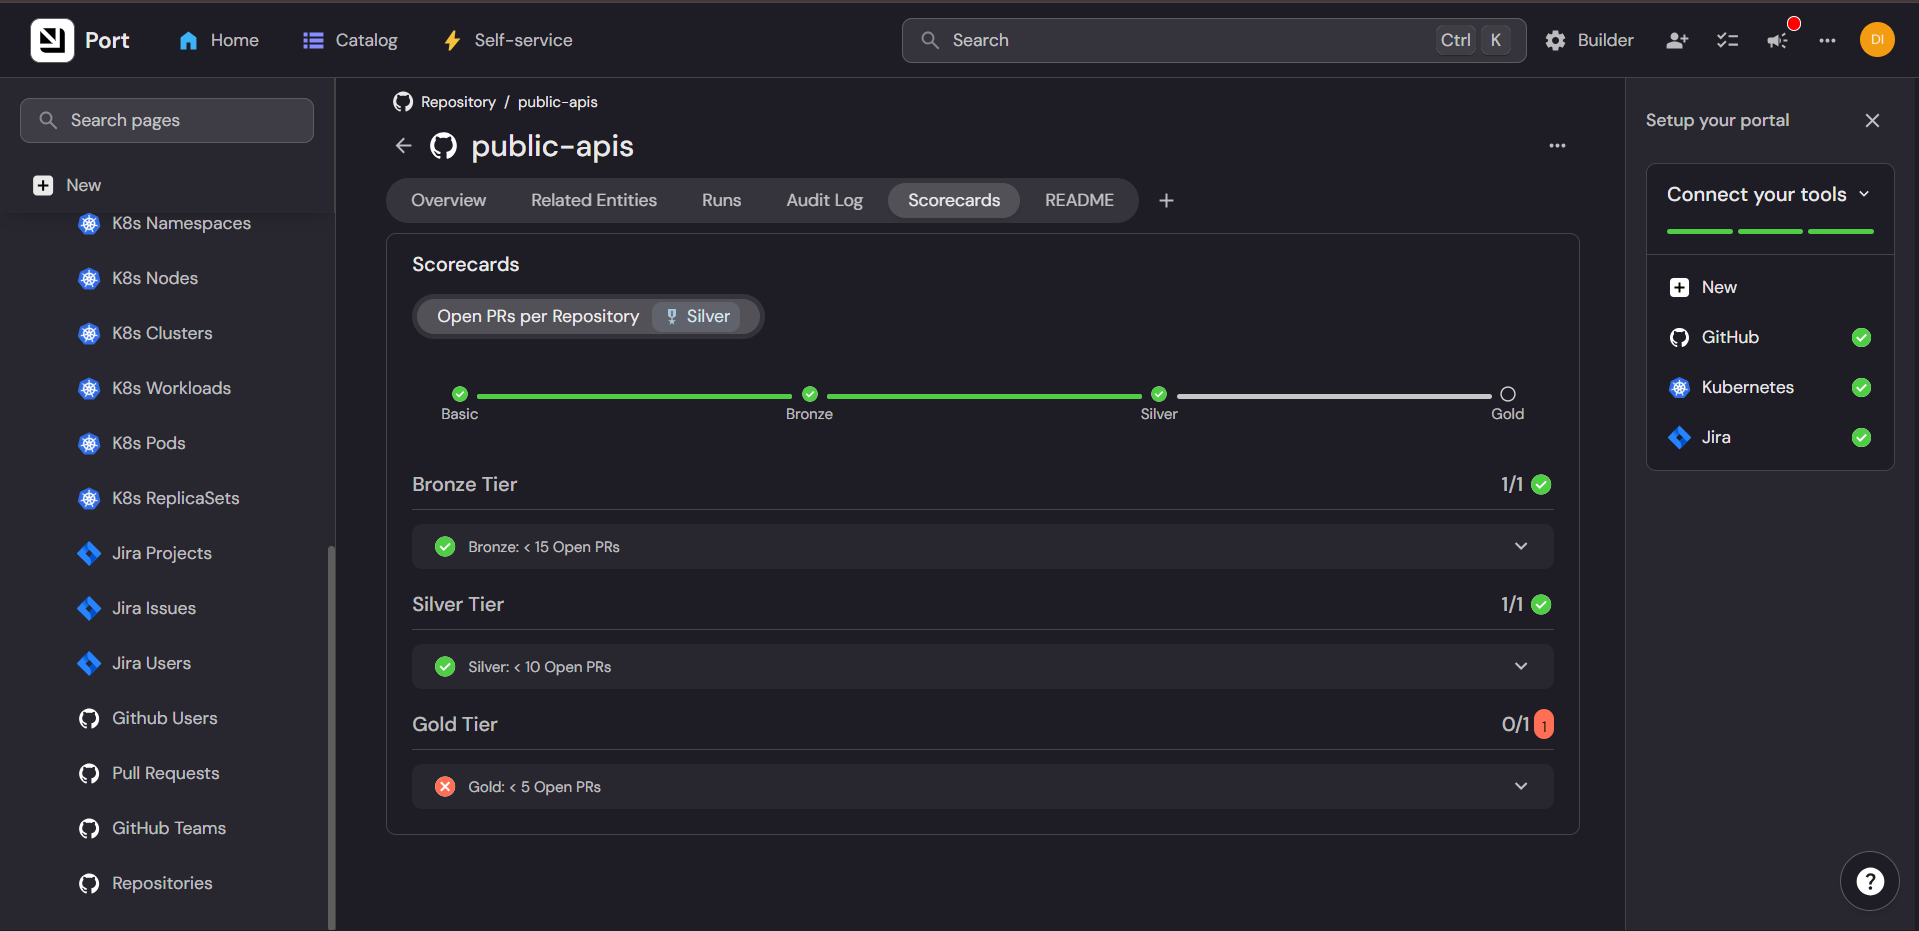 Port
Home
Catalog
Self-service
Search
Ctrl
K
Builder
DI
Search pages
New
K8s Namespaces
K8s Nodes
K8s Clusters
K8s Workloads
K8s Pods
K8s ReplicaSets
Jira Projects
Jira Issues
Jira Users
Github Users
Pull Requests
GitHub Teams
Repositories
Repository / public-apis
public-apis
Overview
Related Entities
Runs
Audit Log
Scorecards
README
Scorecards
Open PRs per Repository
Silver
Basic
Bronze
Silver
Gold
Bronze Tier
1/1
Bronze: < 15 Open PRs
Silver Tier
1/1
Silver: < 10 Open PRs
Gold Tier
0/1
1
Gold: < 5 Open PRs
Setup your portal
Connect your tools
New
GitHub
Kubernetes
Jira
?